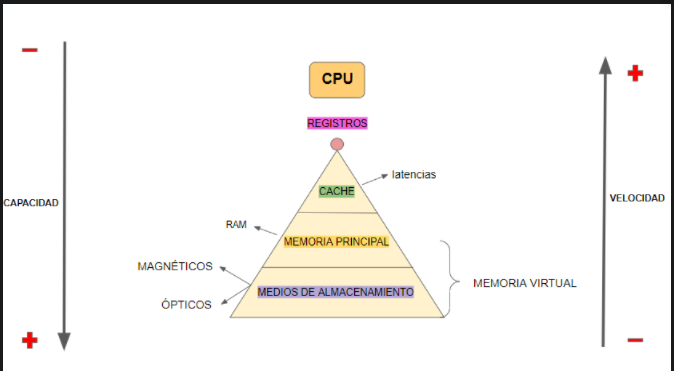 CPU
REGISTROS
latencias
CACHE
CAPACIDAD
VELOCIDAD
RAM
MEMORIA PRINCIPAL
MAGNÉTICOS
MEMORIA VIRTUAL
MEDIOS DE ALMACENAMIENTO
ÓPTICOS